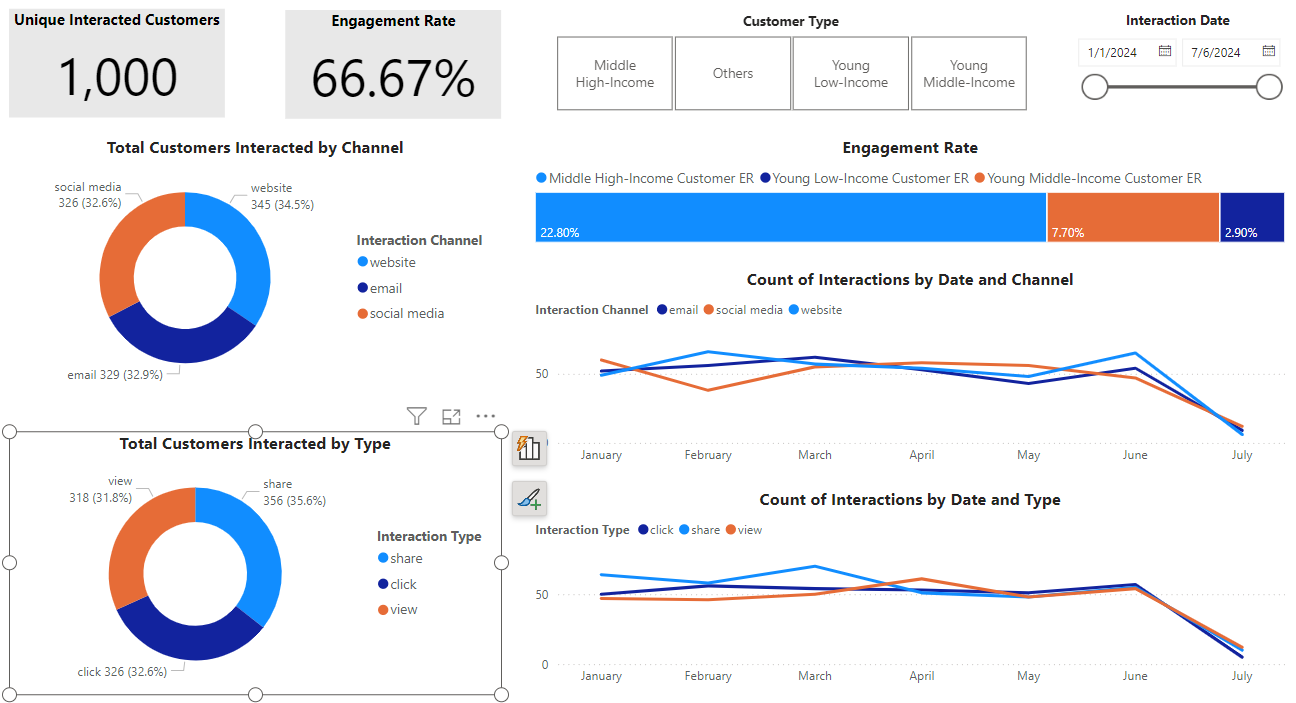 Unique Interacted Customers
1,000
Engagement Rate
66.67%
Customer Type
Middle
High-Income
Others
Young
Low-Income
Young
Middle-Income
Interaction Date
1/1/2024
7/6/2024
Total Customers Interacted by Channel
social media
326 (32.6%)
website
345 (34.5%)
email 329 (32.9%)
Interaction Channel
website
email
social media
Engagement Rate
Middle High-Income Customer ER
Young Low-Income Customer ER
Young Middle-Income Customer ER
22.80%
7.70%
2.90%
Count of Interactions by Date and Channel
Interaction Channel
email
social media
website
50
January
February
March
April
May
June
July
Total Customers Interacted by Type
view
318 (31.8%)
share
356 (35.6%)
click 326 (32.6%)
Interaction Type
share
click
view
Count of Interactions by Date and Type
Interaction Type
click
share
view
50
0
January
February
March
April
May
June
July